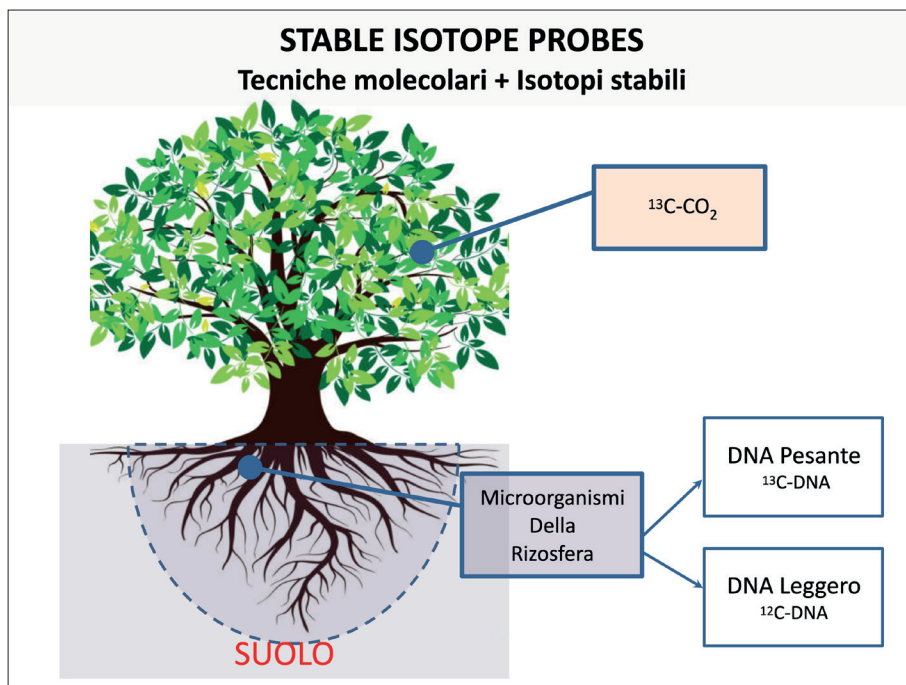 STABLE ISOTOPE PROBES
Tecniche molecolari + Isotopi stabili
¹³C-CO₂
DNA Pesante
¹³C-DNA
Microorganismi
Della
Rizosfera
DNA Leggero
¹²C-DNA
SUOLO